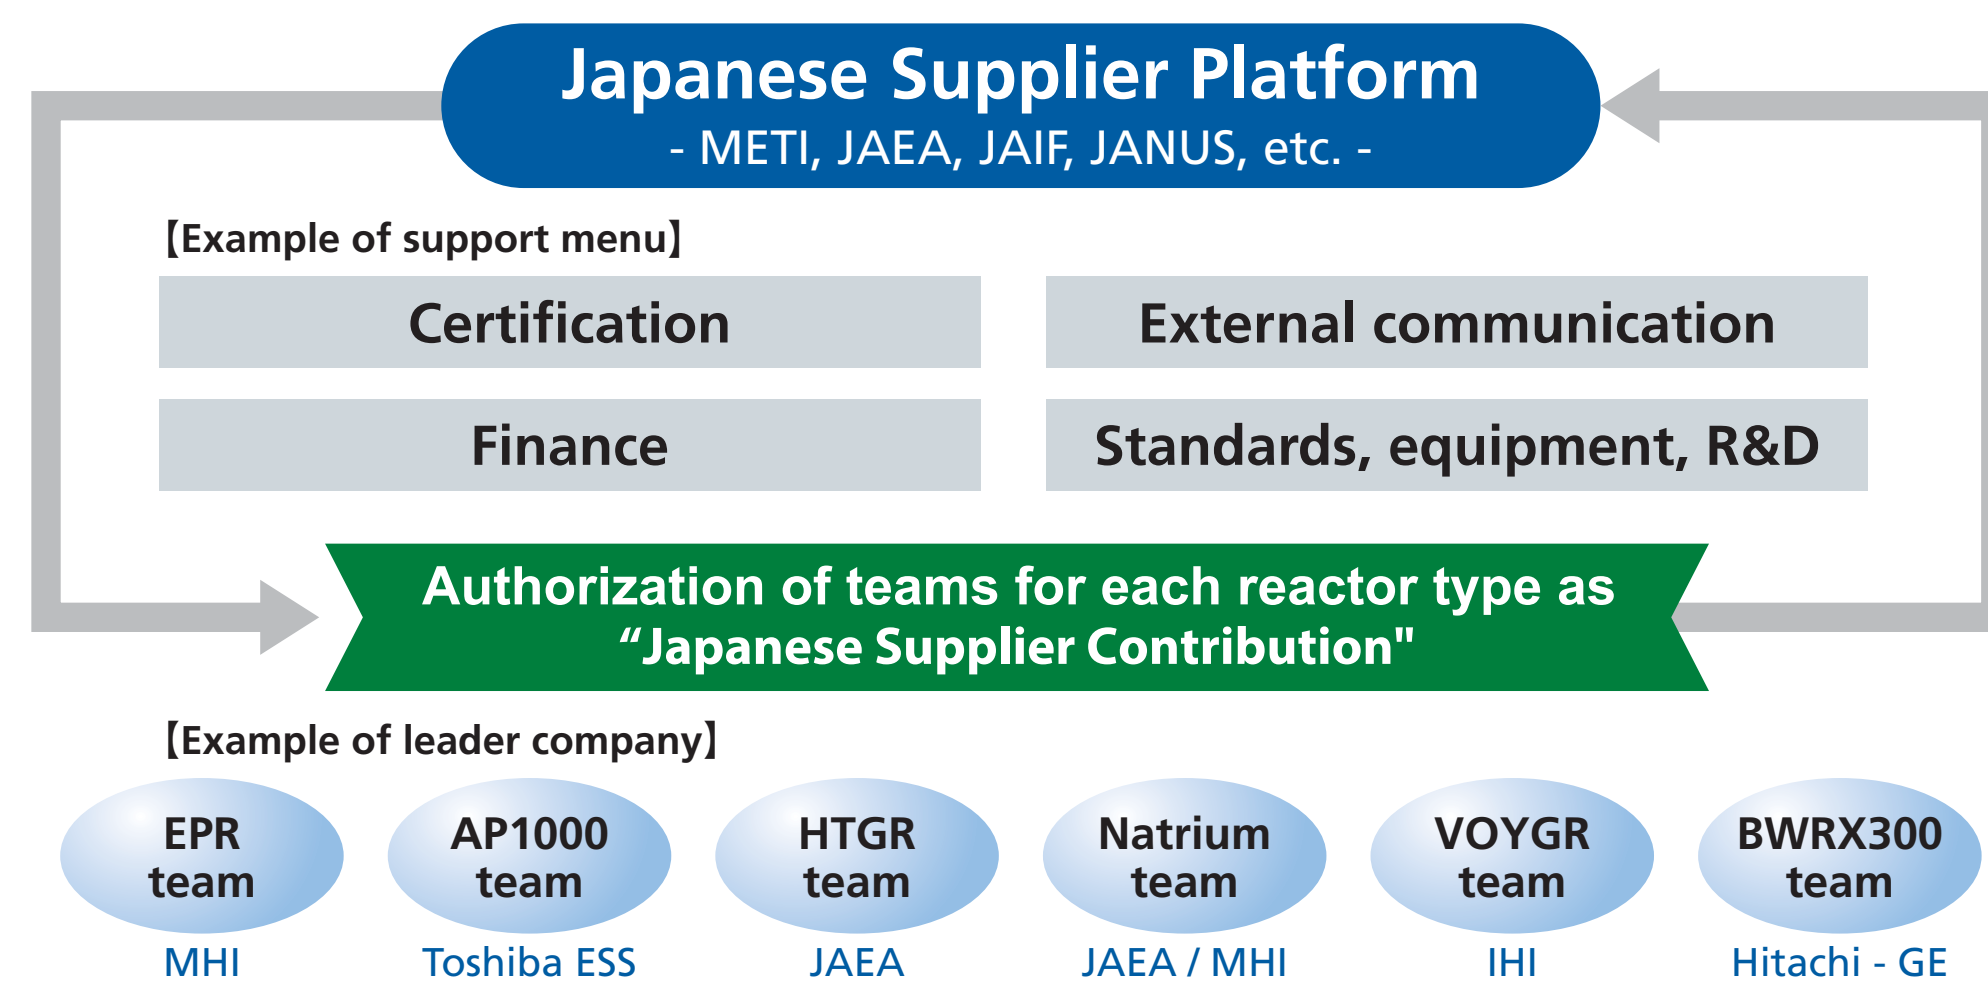 Japanese Supplier Platform
- METI, JAEA, JAIF, JANUS, etc. -
【Example of support menu】
Certification
External communication
Finance
Standards, equipment, R&D
Authorization of teams for each reactor type as
“Japanese Supplier Contribution"
【Example of leader company】
EPR
team
AP1000
team
HTGR
team
Natrium
team
VOYGR
team
BWRX300
team
MHI
Toshiba ESS
JAEA
JAEA / MHI
IHI
Hitachi - GE